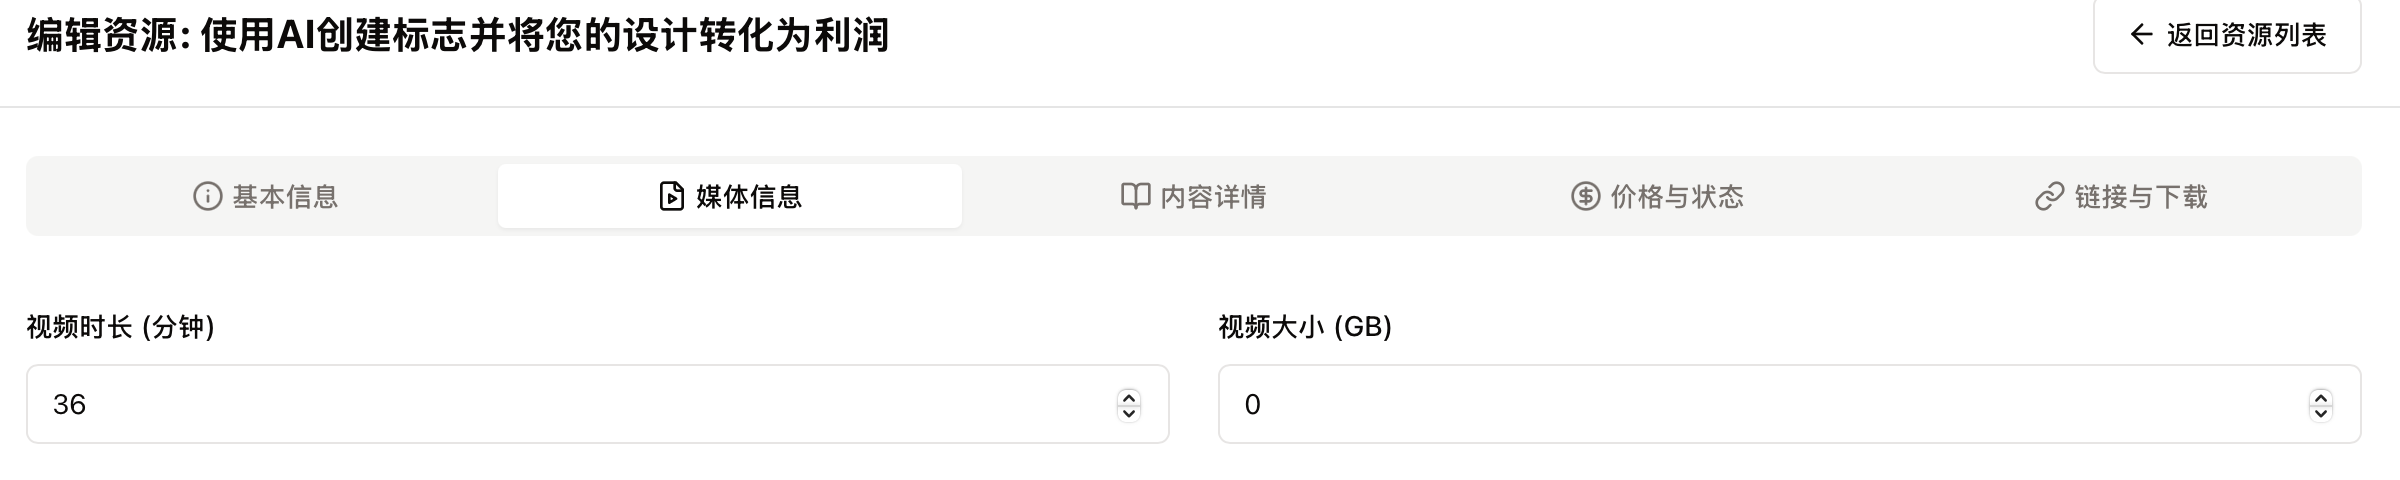 编辑资源: 使用AI创建标志并将您的设计转化为利润
返回资源列表
基本信息
媒体信息
内容详情
价格与状态
链接与下载
视频时长 (分钟)
视频大小 (GB)
36
0